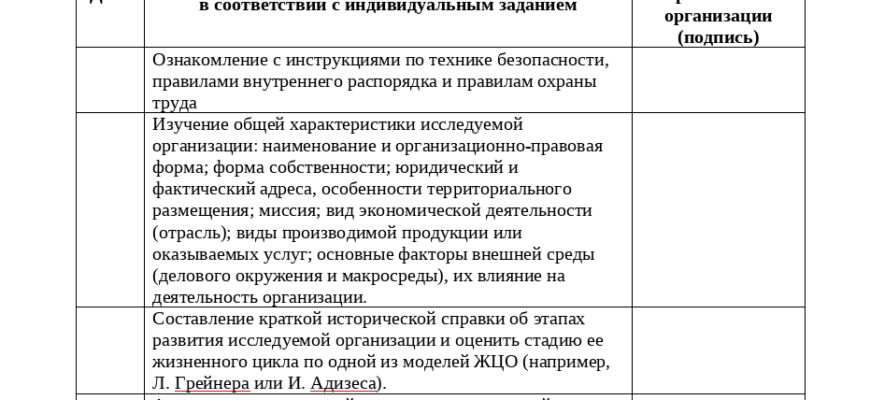 в соответствии с индивидуальным заданием
организации
(подпись)
Ознакомление с инструкциями по технике безопасности,
правилами внутреннего распорядка и правилам охраны
труда
Изучение общей характеристики исследуемой
организации: наименование и организационно-правовая
форма; форма собственности; юридический и
фактический адреса, особенности территориального
размещения; миссия; вид экономической деятельности
(отрасль); виды производимой продукции или
оказываемых услуг; основные факторы внешней среды
(делового окружения и макросреды), их влияние на
деятельность организации.
Составление краткой исторической справки об этапах
развития исследуемой организации и оценить стадию ее
жизненного цикла по одной из моделей ЖЦО (например,
Л. Грейнера или И. Адизеса).